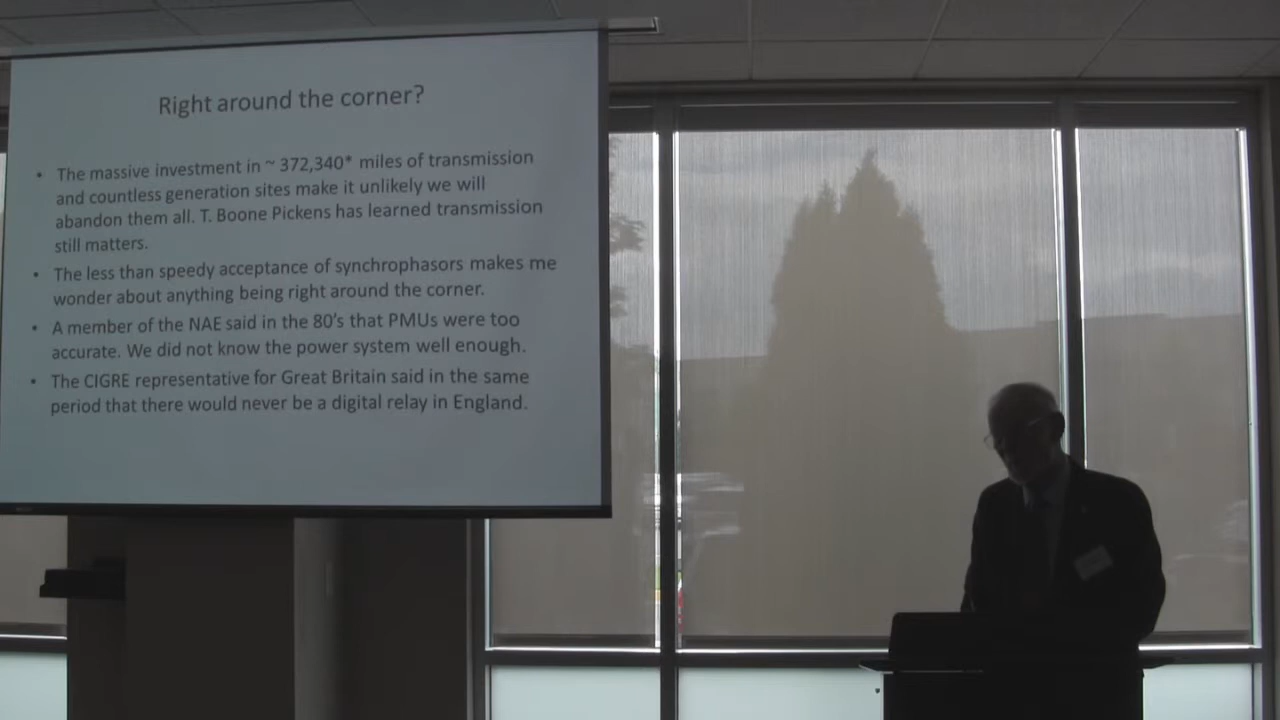 Right around the corner?
• The massive investment in ~ 372,340* miles of transmission
and countless generation sites make it unlikely we will
abandon them all. T. Boone Pickens has learned transmission
still matters.
• The less than speedy acceptance of synchrophasors makes me
wonder about anything being right around the corner.
• A member of the NAE said in the 80's that PMUs were too
accurate. We did not know the power system well enough.
• The CIGRE representative for Great Britain said in the same
period that there would never be a digital relay in England.